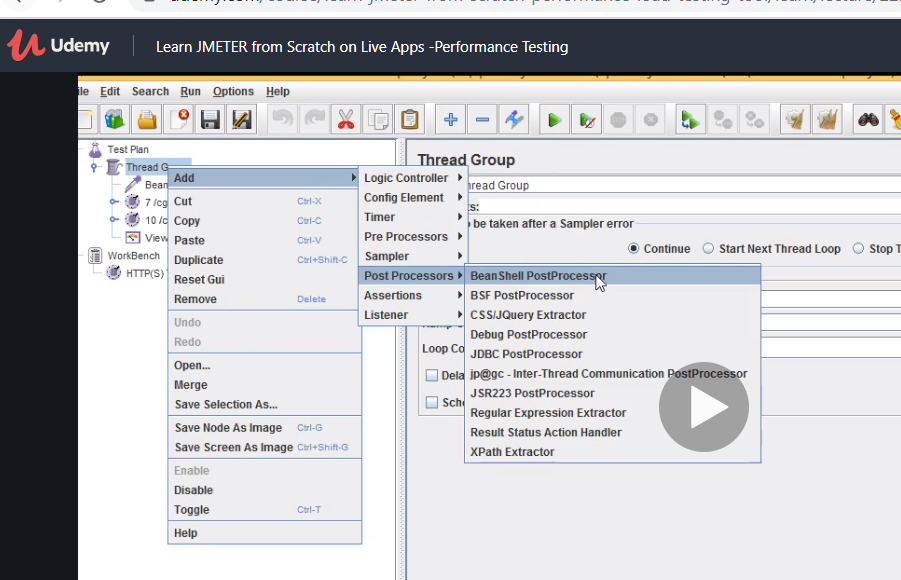 Udemy
Learn JMETER from Scratch on Live Apps -Performance Testing
ile Edit Search Run Options Help
Test Plan
Thread G
Bean
7 /cg
10 /c
View
WorkBench
HTTP(S)
Add
Cut Ctrl-X
Copy Ctrl-C
Paste Ctrl-V
Duplicate Ctrl+Shift-C
Reset Gui
Remove Delete
Undo
Redo
Open...
Merge
Save Selection As...
Save Node As Image Ctrl-G
Save Screen As Image Ctrl+Shift-G
Enable
Disable
Toggle Ctrl-T
Help
Logic Controller
Config Element
Timer
Pre Processors
Sampler
Post Processors
Assertions
Listener
BeanShell PostProcessor
BSF PostProcessor
CSS/JQuery Extractor
Debug PostProcessor
JDBC PostProcessor
jp@gc - Inter-Thread Communication PostProcessor
JSR223 PostProcessor
Regular Expression Extractor
Result Status Action Handler
XPath Extractor
Thread Group
hread Group
ts:
be taken after a Sampler error
Continue Start Next Thread Loop Stop T
Loop Co
Dela
Sche